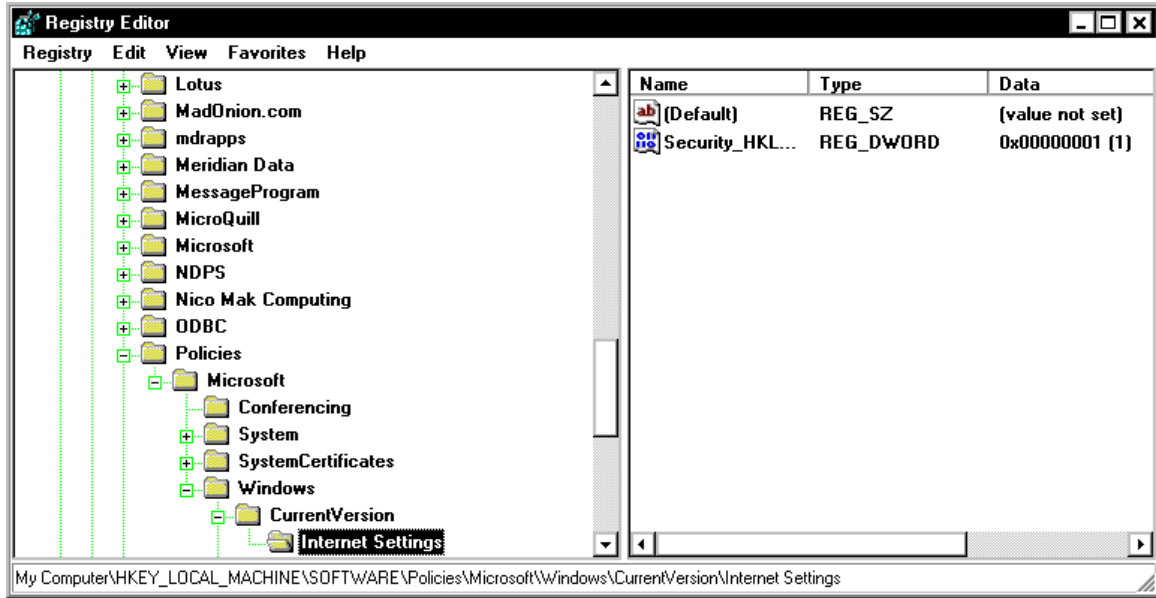 Registry Editor
Registry Edit View Favorites Help
Lotus
MadOnion.com
mdrapps
Meridian Data
MessageProgram
MicroQuill
Microsoft
NDPS
Nico Mak Computing
ODBC
Policies
Microsoft
Conferencing
System
SystemCertificates
Windows
CurrentVersion
Internet Settings
Name Type Data
(Default) REG_SZ (value not set)
Security_HKL... REG_DWORD 0x00000001 (1)
My Computer\HKEY_LOCAL_MACHINE\SOFTWARE\Policies\Microsoft\Windows\CurrentVersion\Internet Settings